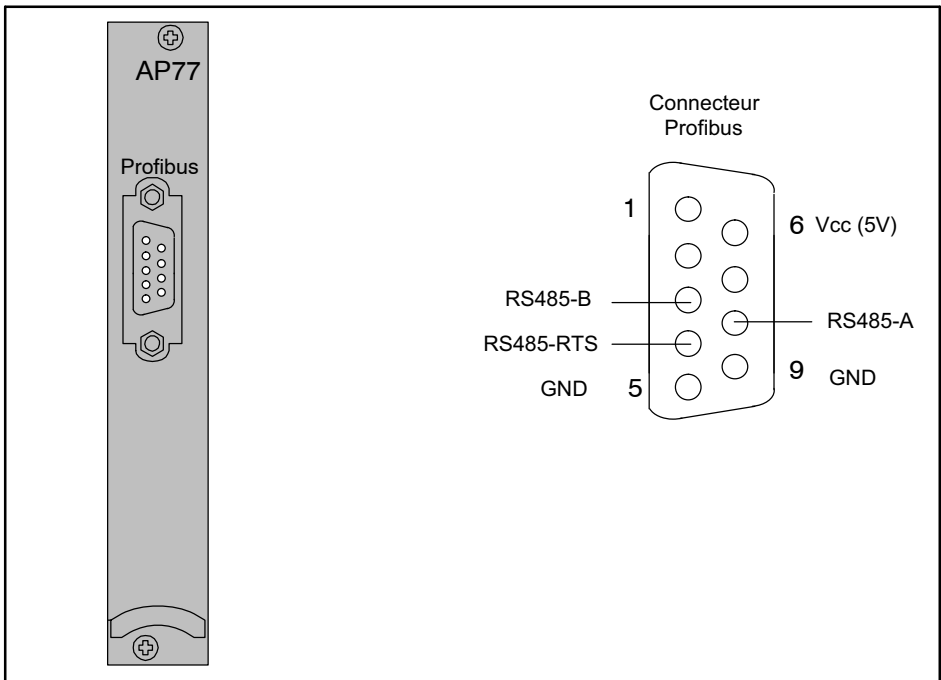 AP77
Profibus
Connecteur
Profibus
1
6 Vcc (5V)
RS485-B
RS485-A
RS485-RTS
GND 5
9 GND